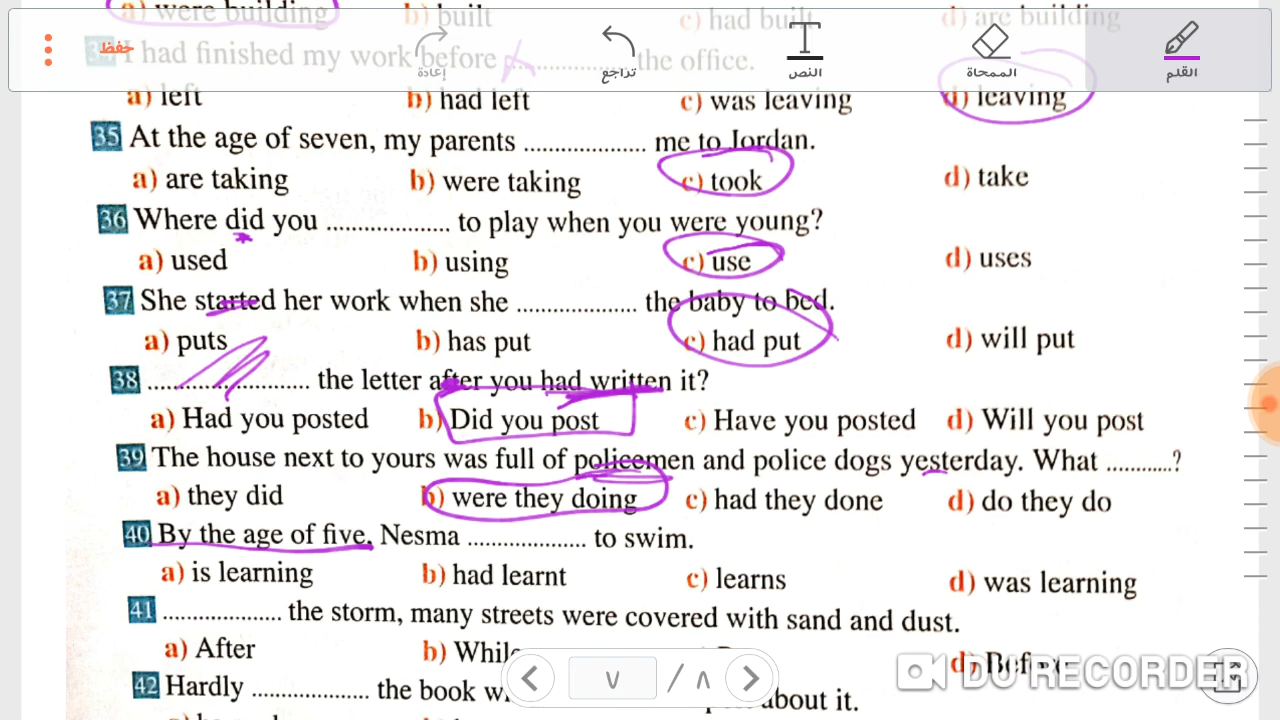 a) were building b) built c) had built d) are building
حفظ
إعادة
تراجع
النص
الممحاة
القلم
34 I had finished my work before .................... the office.
a) left b) had left c) was leaving d) leaving
35 At the age of seven, my parents .................... me to Jordan.
a) are taking b) were taking c) took d) take
36 Where did you .................... to play when you were young?
a) used b) using c) use d) uses
37 She started her work when she .................... the baby to bed.
a) puts b) has put c) had put d) will put
38 ........................... the letter after you had written it?
a) Had you posted b) Did you post c) Have you posted d) Will you post
39 The house next to yours was full of policemen and police dogs yesterday. What ............?
a) they did b) were they doing c) had they done d) do they do
40 By the age of five, Nesma .................... to swim.
a) is learning b) had learnt c) learns d) was learning
41 .................... the storm, many streets were covered with sand and dust.
a) After b) While d) Before
42 Hardly .................... the book about it.
٧ / ٨
DU RECORDER